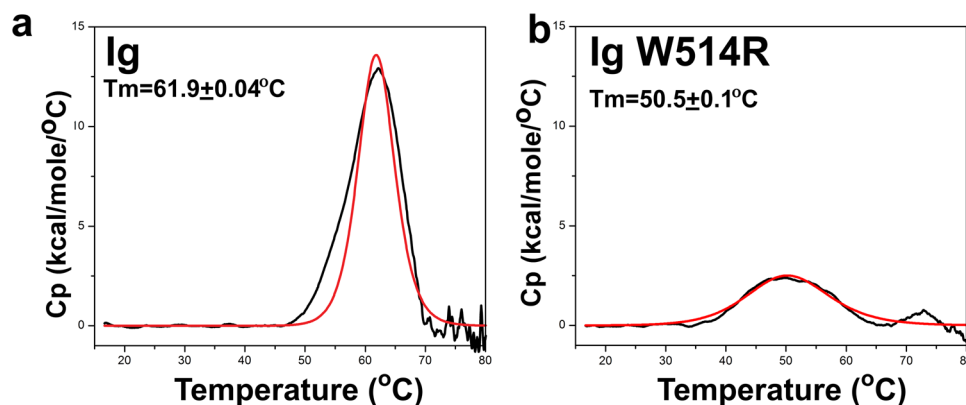 a
Ig
Tm=61.9±0.04°C
Cp (kcal/mole/°C)
15
10
5
0
20
30
40
50
60
70
80
Temperature (°C)
b
Ig W514R
Tm=50.5±0.1°C
Cp (kcal/mole/°C)
15
10
5
0
20
30
40
50
60
70
80
Temperature (°C)